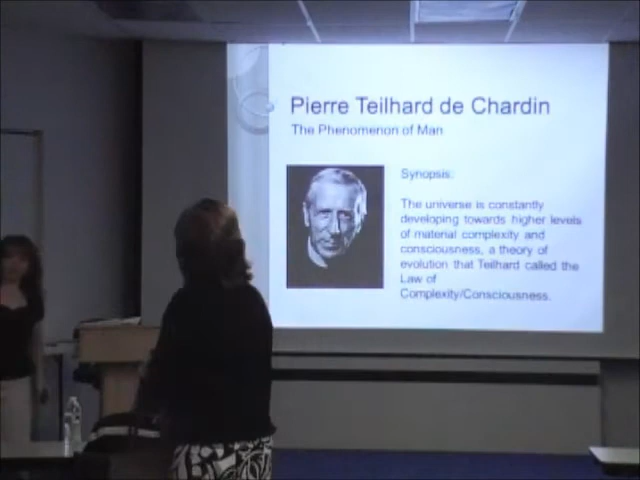 Pierre Teilhard de Chardin
The Phenomenon of Man
Synopsis:
The universe is constantly
developing towards higher levels
of material complexity and
consciousness, a theory of
evolution that Teilhard called the
Law of
Complexity/Consciousness.